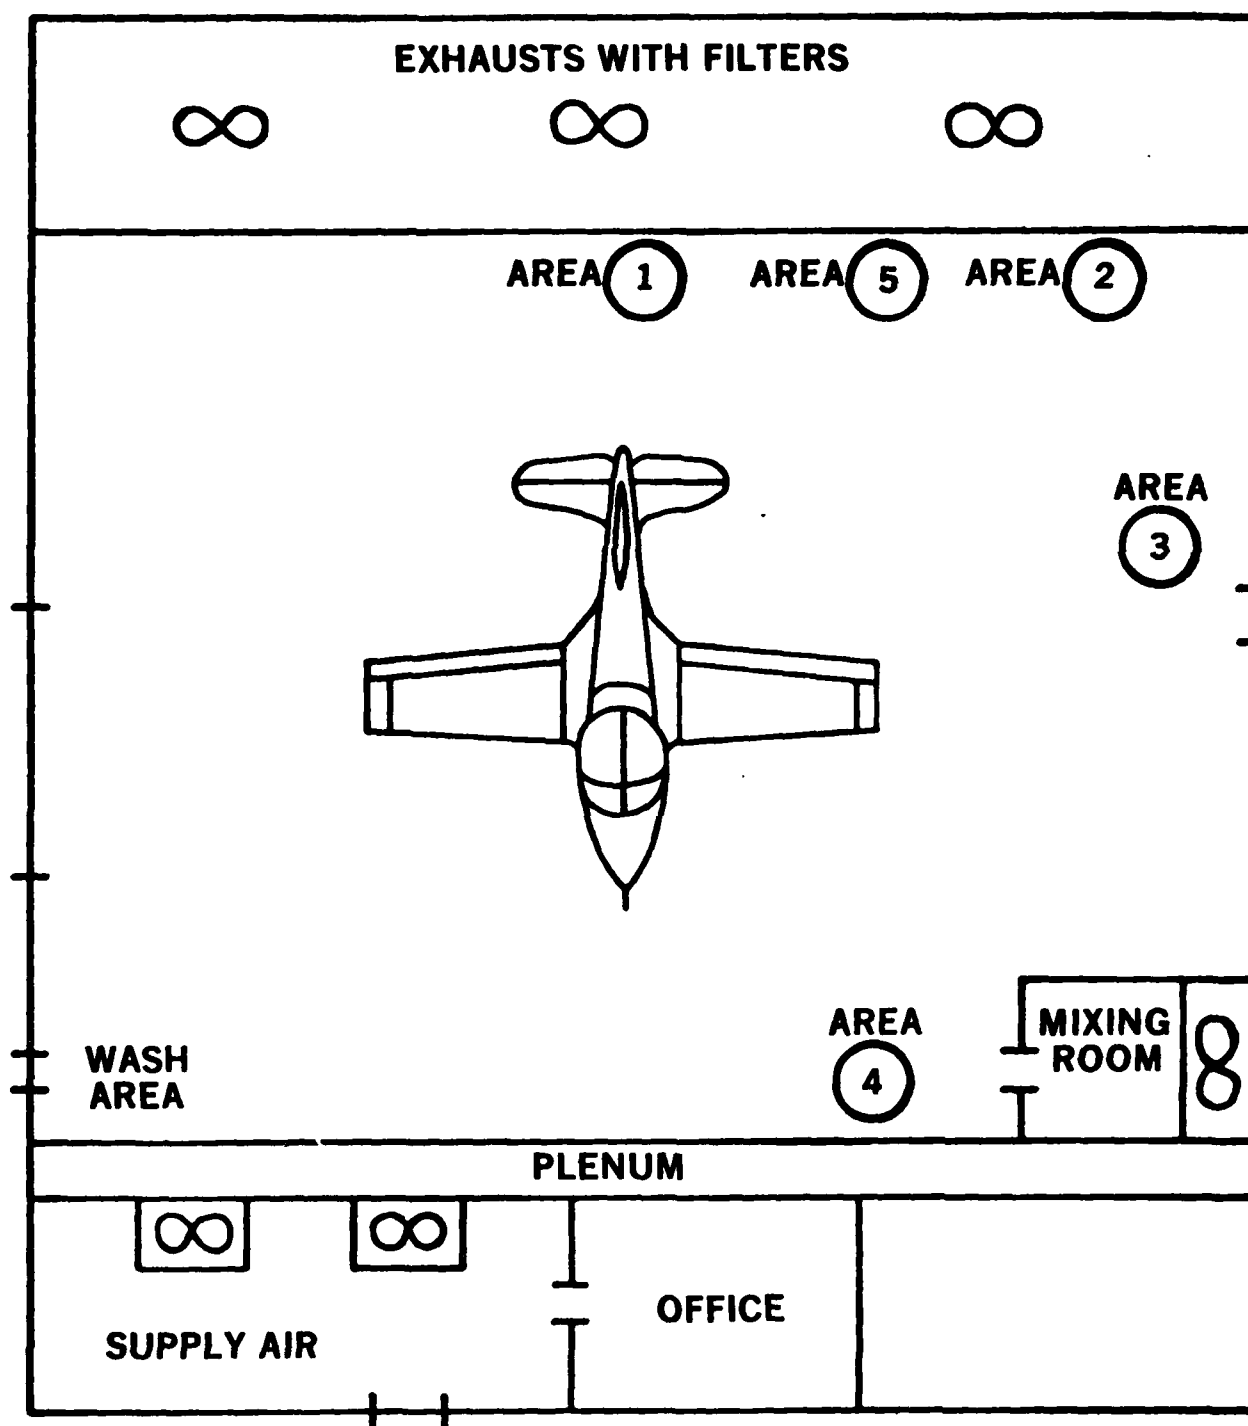 EXHAUSTS WITH FILTERS
AREA 1
AREA 5
AREA 2
AREA
3
AREA
4
MIXING
ROOM
WASH
AREA
PLENUM
OFFICE
SUPPLY AIR